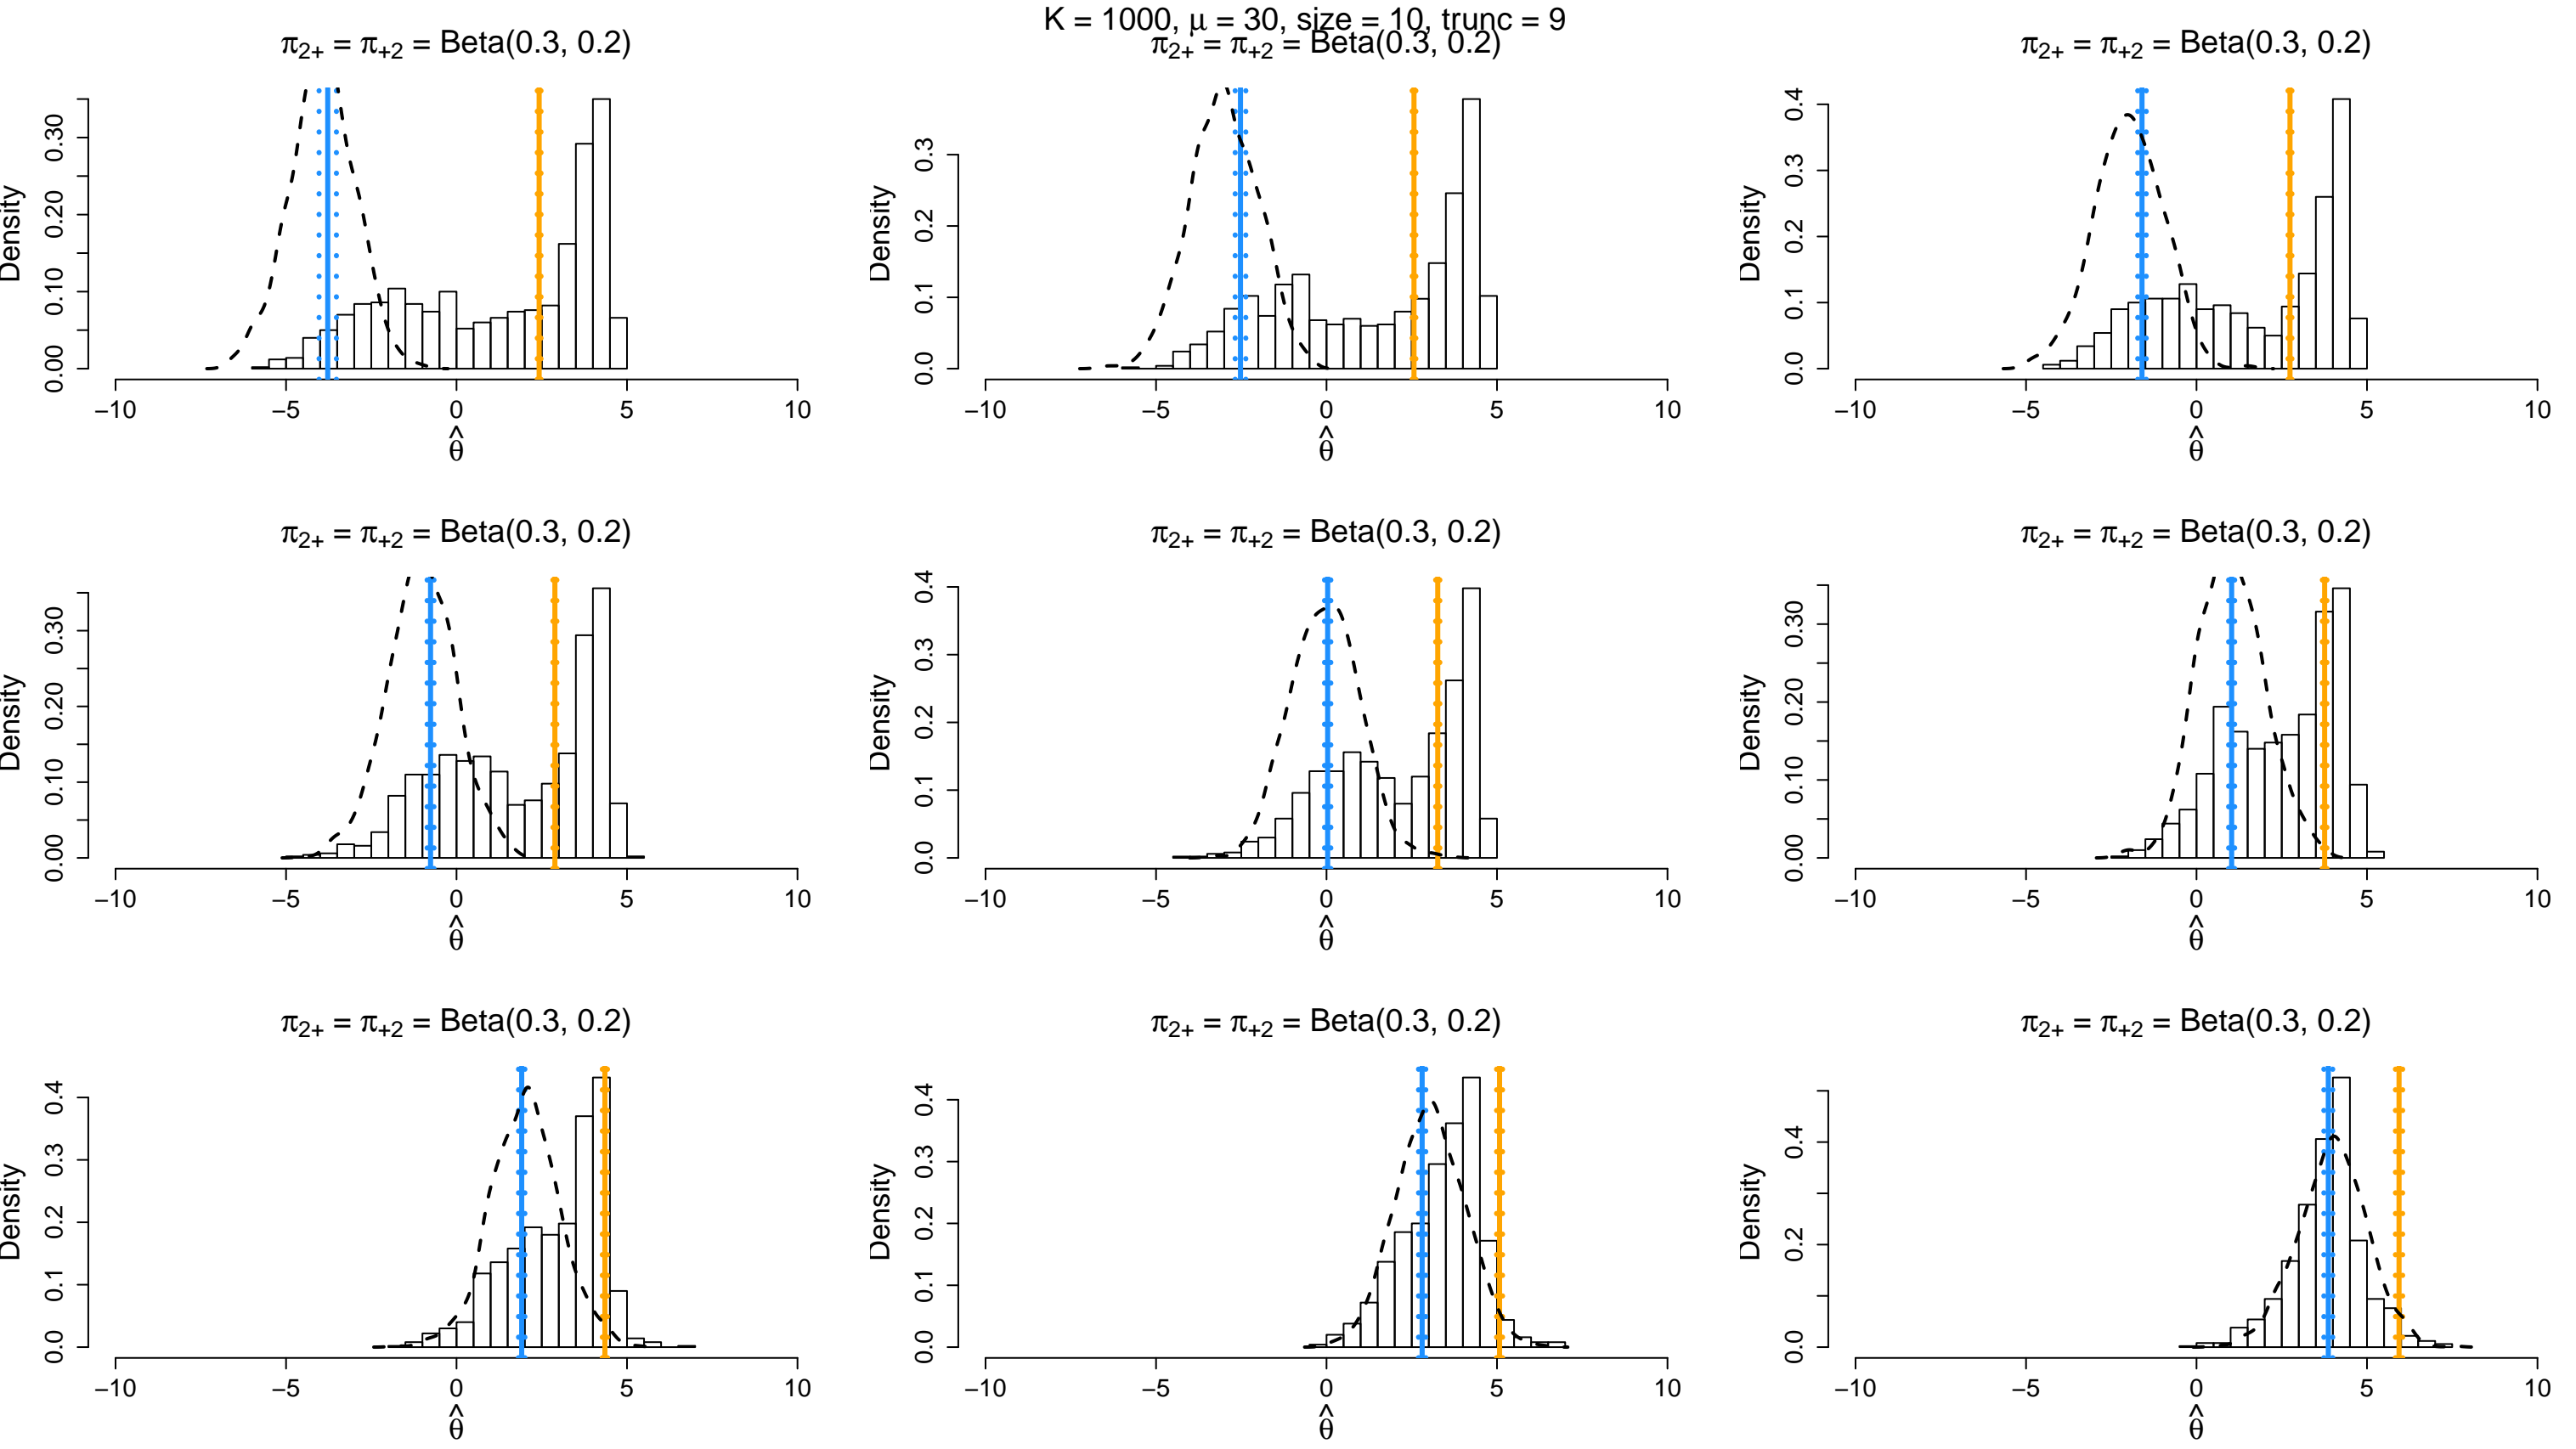 K = 1000, μ = 30, size = 10, trunc = 9
π2+ = π+2 = Beta(0.3, 0.2)
Density
0.00 0.10 0.20 0.30
−10 −5 0 5 10
θ̂
π2+ = π+2 = Beta(0.3, 0.2)
Density
0.0 0.1 0.2 0.3
−10 −5 0 5 10
θ̂
π2+ = π+2 = Beta(0.3, 0.2)
Density
0.0 0.1 0.2 0.3 0.4
−10 −5 0 5 10
θ̂
π2+ = π+2 = Beta(0.3, 0.2)
Density
0.00 0.10 0.20 0.30
−10 −5 0 5 10
θ̂
π2+ = π+2 = Beta(0.3, 0.2)
Density
0.0 0.1 0.2 0.3 0.4
−10 −5 0 5 10
θ̂
π2+ = π+2 = Beta(0.3, 0.2)
Density
0.00 0.10 0.20 0.30
−10 −5 0 5 10
θ̂
π2+ = π+2 = Beta(0.3, 0.2)
Density
0.0 0.1 0.2 0.3 0.4
−10 −5 0 5 10
θ̂
π2+ = π+2 = Beta(0.3, 0.2)
Density
0.0 0.1 0.2 0.3 0.4
−10 −5 0 5 10
θ̂
π2+ = π+2 = Beta(0.3, 0.2)
Density
0.0 0.2 0.4
−10 −5 0 5 10
θ̂